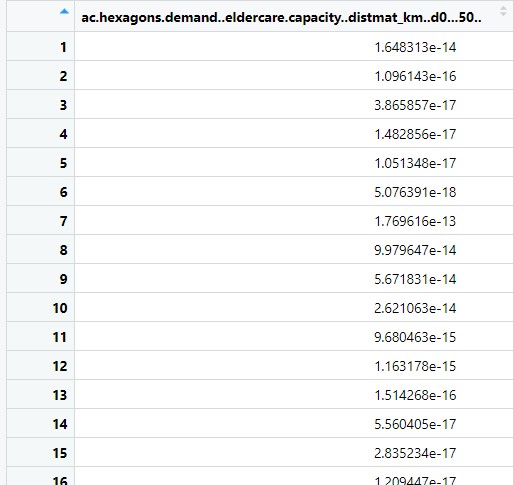 ac.hexagons.demand..eldercare.capacity..distmat_km..d0...50..
1 1.648313e-14
2 1.096143e-16
3 3.865857e-17
4 1.482856e-17
5 1.051348e-17
6 5.076391e-18
7 1.769616e-13
8 9.979647e-14
9 5.671831e-14
10 2.621063e-14
11 9.680463e-15
12 1.163178e-15
13 1.514268e-16
14 5.560405e-17
15 2.835234e-17
16 1.209447e-17